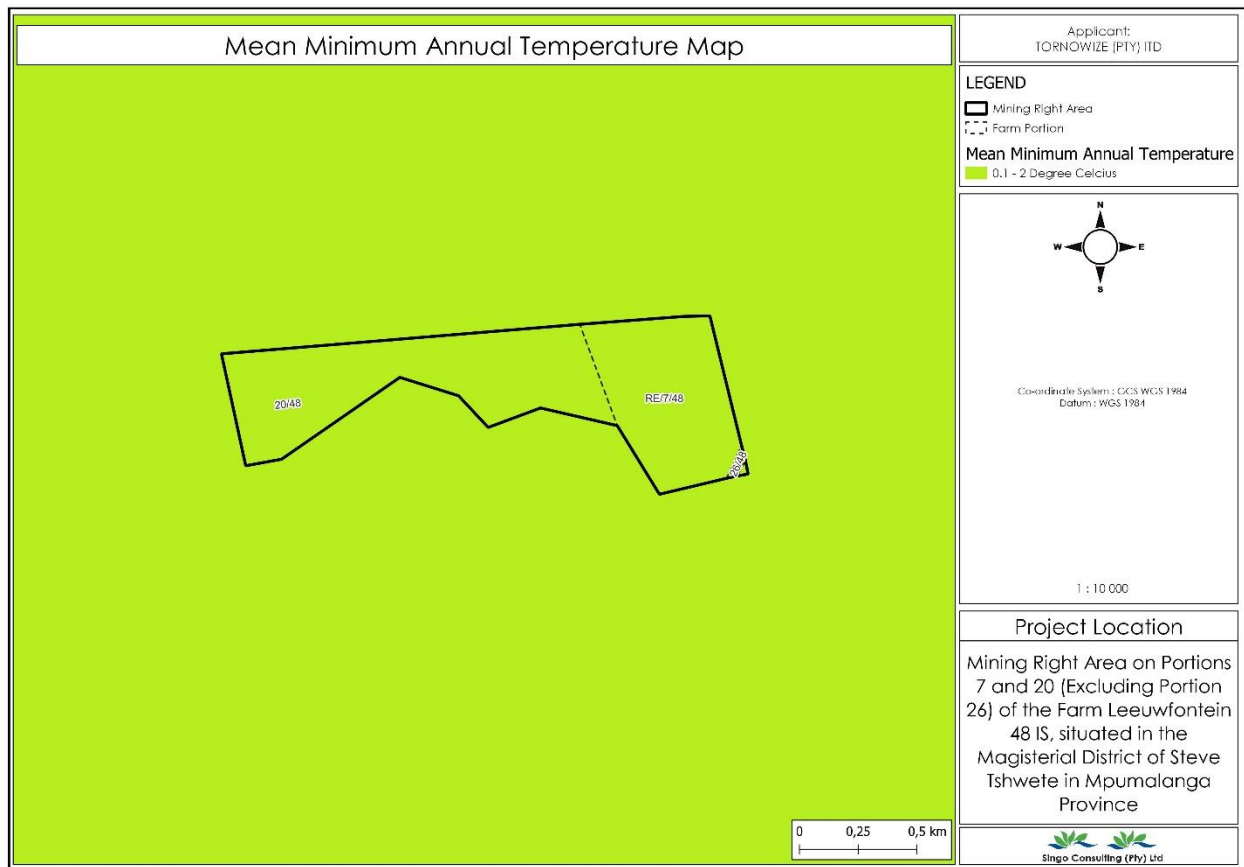 Mean Minimum Annual Temperature Map
20/48
RE/7/48
26/48
0 0,25 0,5 km
Applicant:
TORNOWIZE (PTY) lTD
LEGEND
Mining Right Area
Farm Portion
Mean Minimum Annual Temperature
0.1 - 2 Degree Celcius
N
W E
S
Co-ordinate System : GCS WGS 1984
Datum : WGS 1984
1 : 10 000
Project Location
Mining Right Area on Portions
7 and 20 (Excluding Portion
26) of the Farm Leeuwfontein
48 IS, situated in the
Magisterial District of Steve
Tshwete in Mpumalanga
Province
Singo Consulting (Pty) Ltd